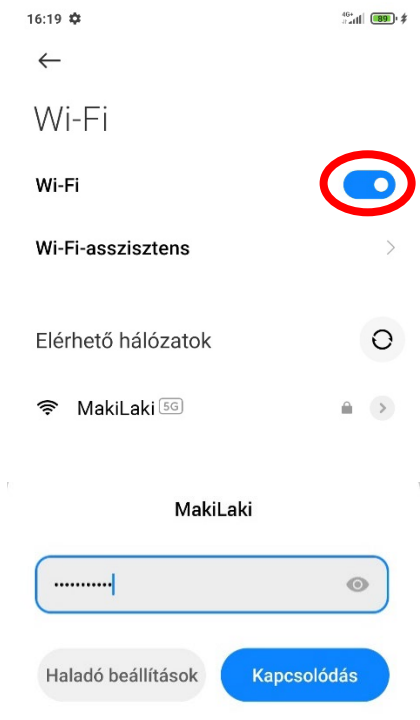 16:19 4G+ 89
Wi-Fi
Wi-Fi
Wi-Fi-asszisztens
Elérhető hálózatok
MakiLaki 5G
MakiLaki
•••••••••••
Haladó beállítások Kapcsolódás